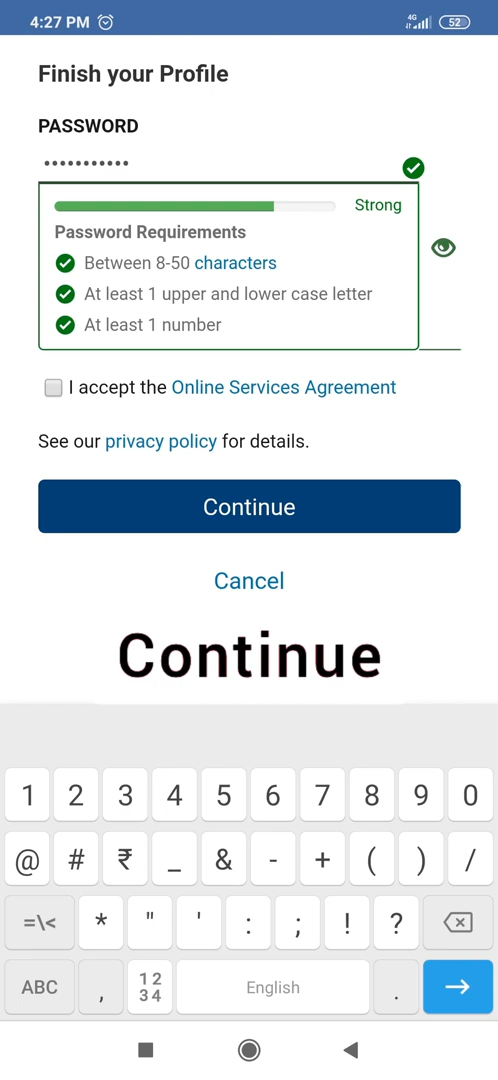 4:27 PM
4G
52
Finish your Profile
PASSWORD
•••••••••••
Strong
Password Requirements
Between 8-50 characters
At least 1 upper and lower case letter
At least 1 number
I accept the Online Services Agreement
See our privacy policy for details.
Continue
Cancel
Continue
1 2 3 4 5 6 7 8 9 0
@ # ₹ _ & - + ( ) /
=\< * " ' : ; ! ?
ABC , 12 34 English .